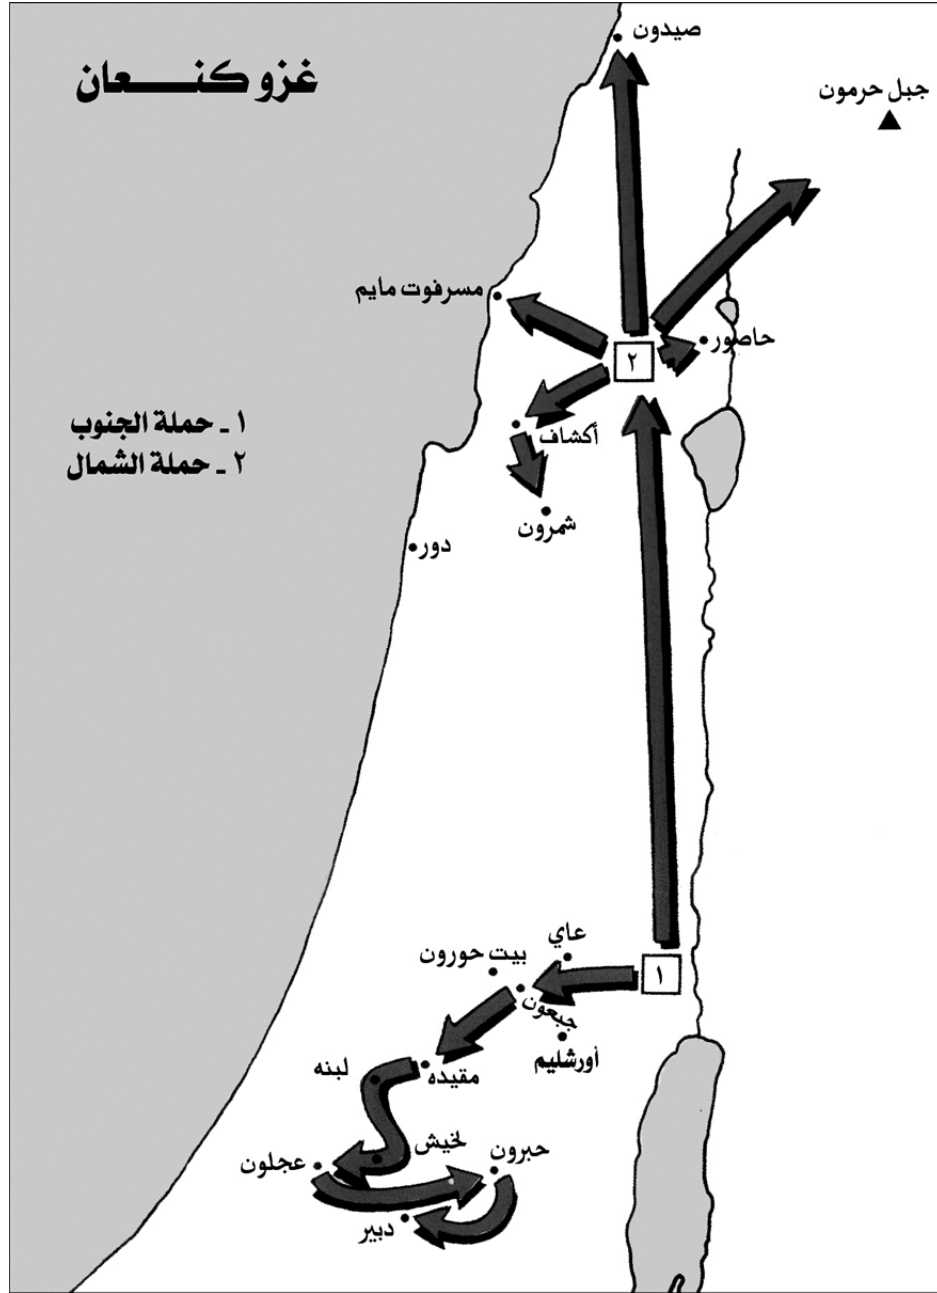 غزو كنعان
صيدون
جبل حرمون
مسرفوت مايم
حاصور
٢
١ ـ حملة الجنوب
٢ ـ حملة الشمال
أكشاف
شمرون
دور
عاي
بيت حورون
١
جبعون
أورشليم
مقيده
لبنه
لخيش
حبرون
عجلون
دبير